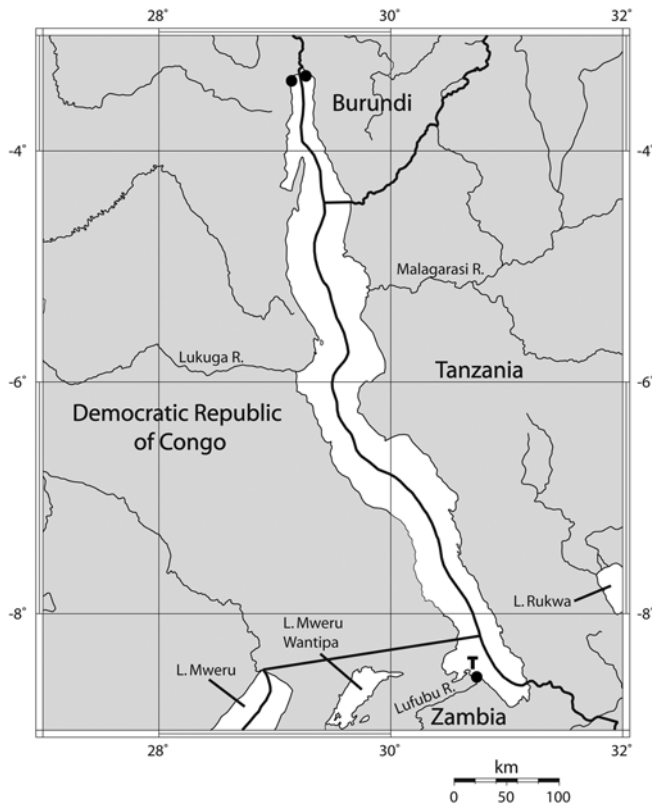 28° 30° 32°
Burundi
-4° -4°
Malagarasi R.
Lukuga R.
Tanzania
-6° -6°
Democratic Republic
of Congo
-8° -8°
L. Rukwa
L. Mweru
Wantipa
L. Mweru
T
Lufubu R.
Zambia
28° 30° 32°
km
0 50 100